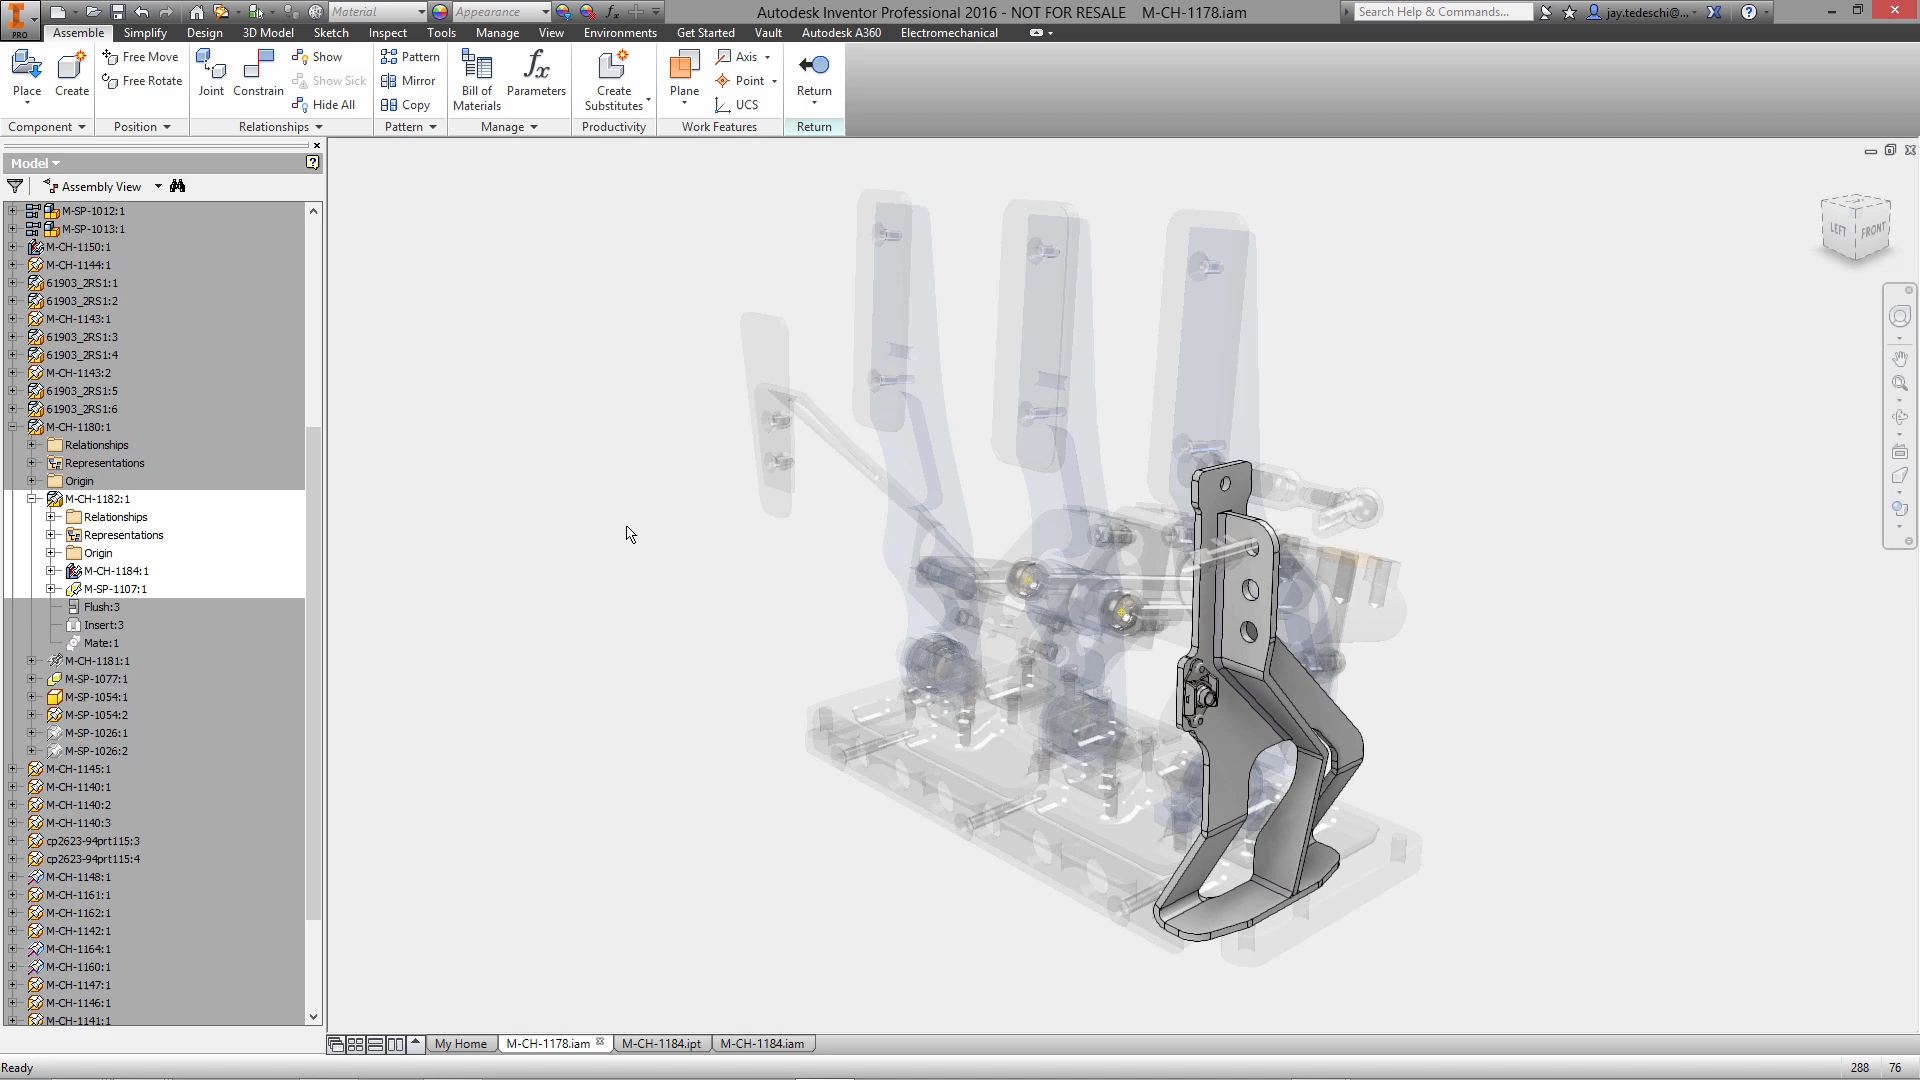 Material
Appearance
Autodesk Inventor Professional 2016 - NOT FOR RESALE M-CH-1178.iam
Search Help & Commands...
jay.tedeschi@...
PRO
Assemble Simplify Design 3D Model Sketch Inspect Tools Manage View Environments Get Started Vault Autodesk A360 Electromechanical
Place
Create
Free Move
Free Rotate
Joint
Constrain
Show
Show Sick
Hide All
Pattern
Mirror
Copy
Bill of
Materials
Parameters
Create
Substitutes
Plane
Axis
Point
UCS
Return
Component
Position
Relationships
Pattern
Manage
Productivity
Work Features
Return
Model
Assembly View
M-SP-1012:1
M-SP-1013:1
M-CH-1150:1
M-CH-1144:1
61903_2RS1:1
61903_2RS1:2
M-CH-1143:1
61903_2RS1:3
61903_2RS1:4
M-CH-1143:2
61903_2RS1:5
61903_2RS1:6
M-CH-1180:1
Relationships
Representations
Origin
M-CH-1182:1
Relationships
Representations
Origin
M-CH-1184:1
M-SP-1107:1
Flush:3
Insert:3
Mate:1
M-CH-1181:1
M-SP-1077:1
M-SP-1054:1
M-SP-1054:2
M-SP-1026:1
M-SP-1026:2
M-CH-1145:1
M-CH-1140:1
M-CH-1140:2
M-CH-1140:3
cp2623-94prt115:3
cp2623-94prt115:4
M-CH-1148:1
M-CH-1161:1
M-CH-1162:1
M-CH-1142:1
M-CH-1164:1
M-CH-1160:1
M-CH-1147:1
M-CH-1146:1
M-CH-1141:1
LEFT
FRONT
My Home
M-CH-1178.iam
M-CH-1184.ipt
M-CH-1184.iam
Ready
288
76